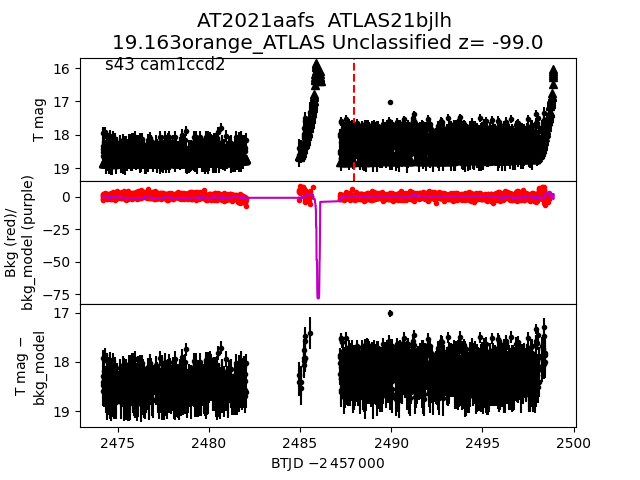 AT2021aafs  ATLAS21bjlh
19.163orange_ATLAS Unclassified z= -99.0
s43 cam1ccd2
T mag
16
17
18
19
Bkg (red)/
bkg_model (purple)
0
−25
−50
−75
T mag −
bkg_model
17
18
19
2475
2480
2485
2490
2495
2500
BTJD −2 457 000